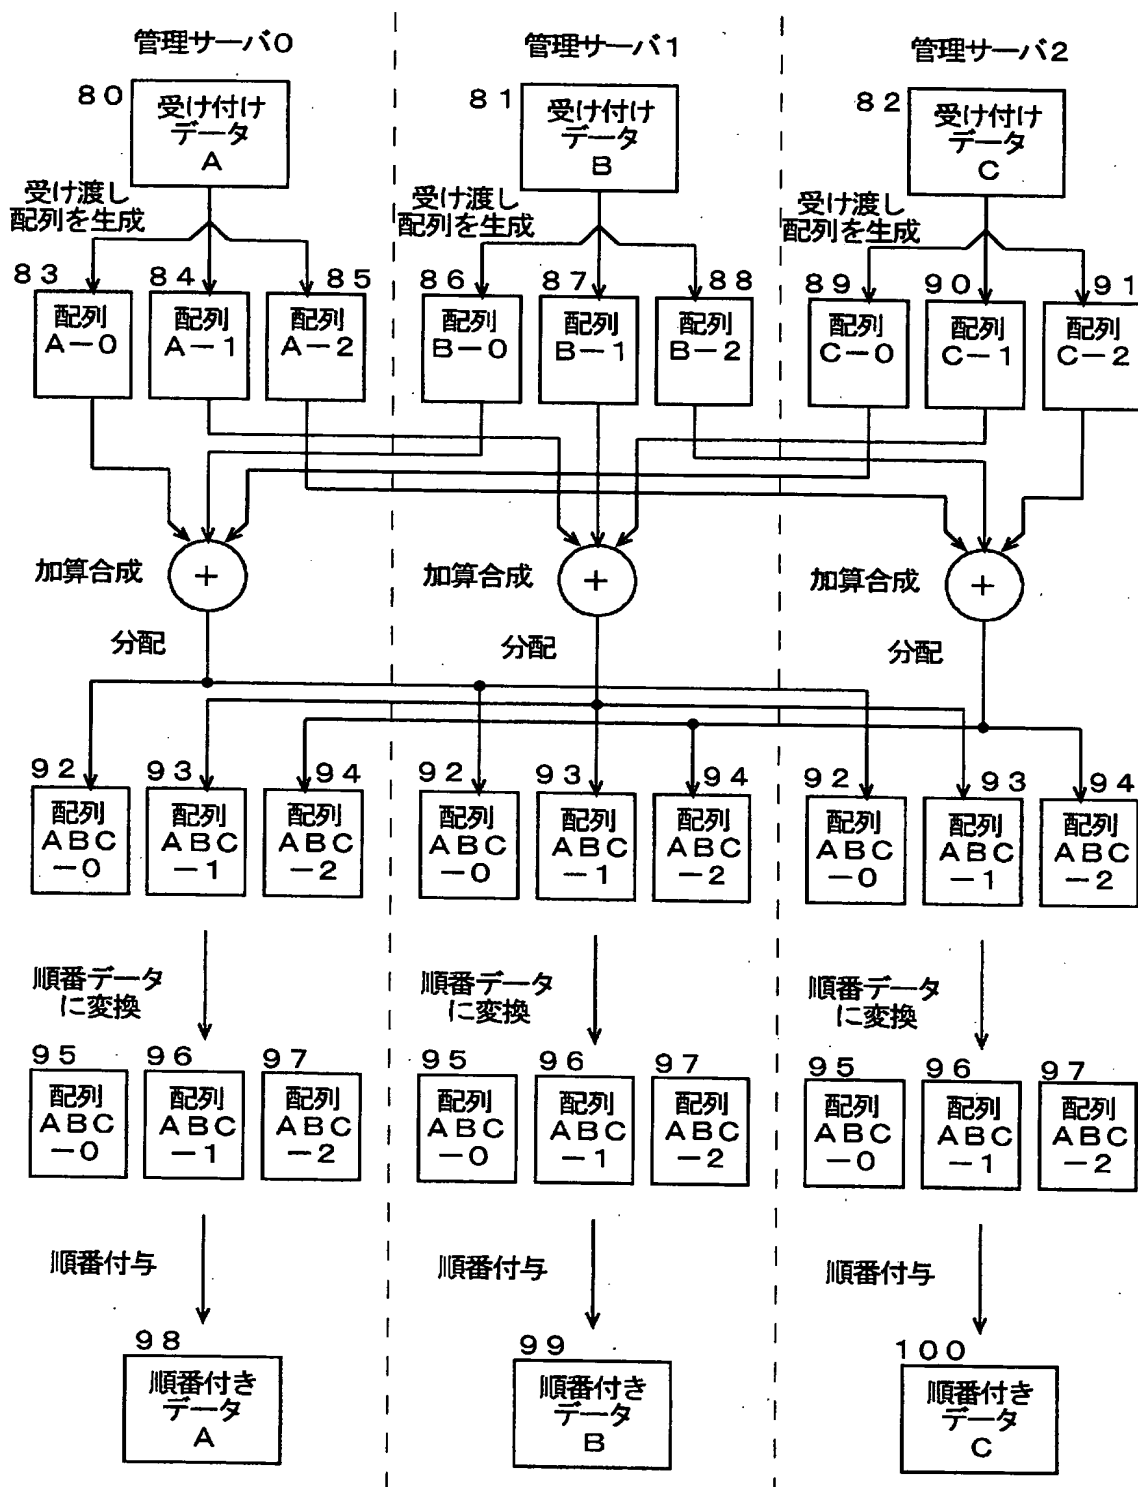 管理サーバ0
管理サーバ1
管理サーバ2
80
受け付け
データ
A
81
受け付け
データ
B
82
受け付け
データ
C
受け渡し
配列を生成
受け渡し
配列を生成
受け渡し
配列を生成
83
配列
A-0
84
配列
A-1
85
配列
A-2
86
配列
B-0
87
配列
B-1
88
配列
B-2
89
配列
C-0
90
配列
C-1
91
配列
C-2
加算合成
+
加算合成
+
加算合成
+
分配
分配
分配
92
配列
ABC
-0
93
配列
ABC
-1
94
配列
ABC
-2
92
配列
ABC
-0
93
配列
ABC
-1
94
配列
ABC
-2
92
配列
ABC
-0
93
配列
ABC
-1
94
配列
ABC
-2
順番データ
に変換
順番データ
に変換
順番データ
に変換
95
配列
ABC
-0
96
配列
ABC
-1
97
配列
ABC
-2
95
配列
ABC
-0
96
配列
ABC
-1
97
配列
ABC
-2
95
配列
ABC
-0
96
配列
ABC
-1
97
配列
ABC
-2
順番付与
順番付与
順番付与
98
順番付き
データ
A
99
順番付き
データ
B
100
順番付き
データ
C